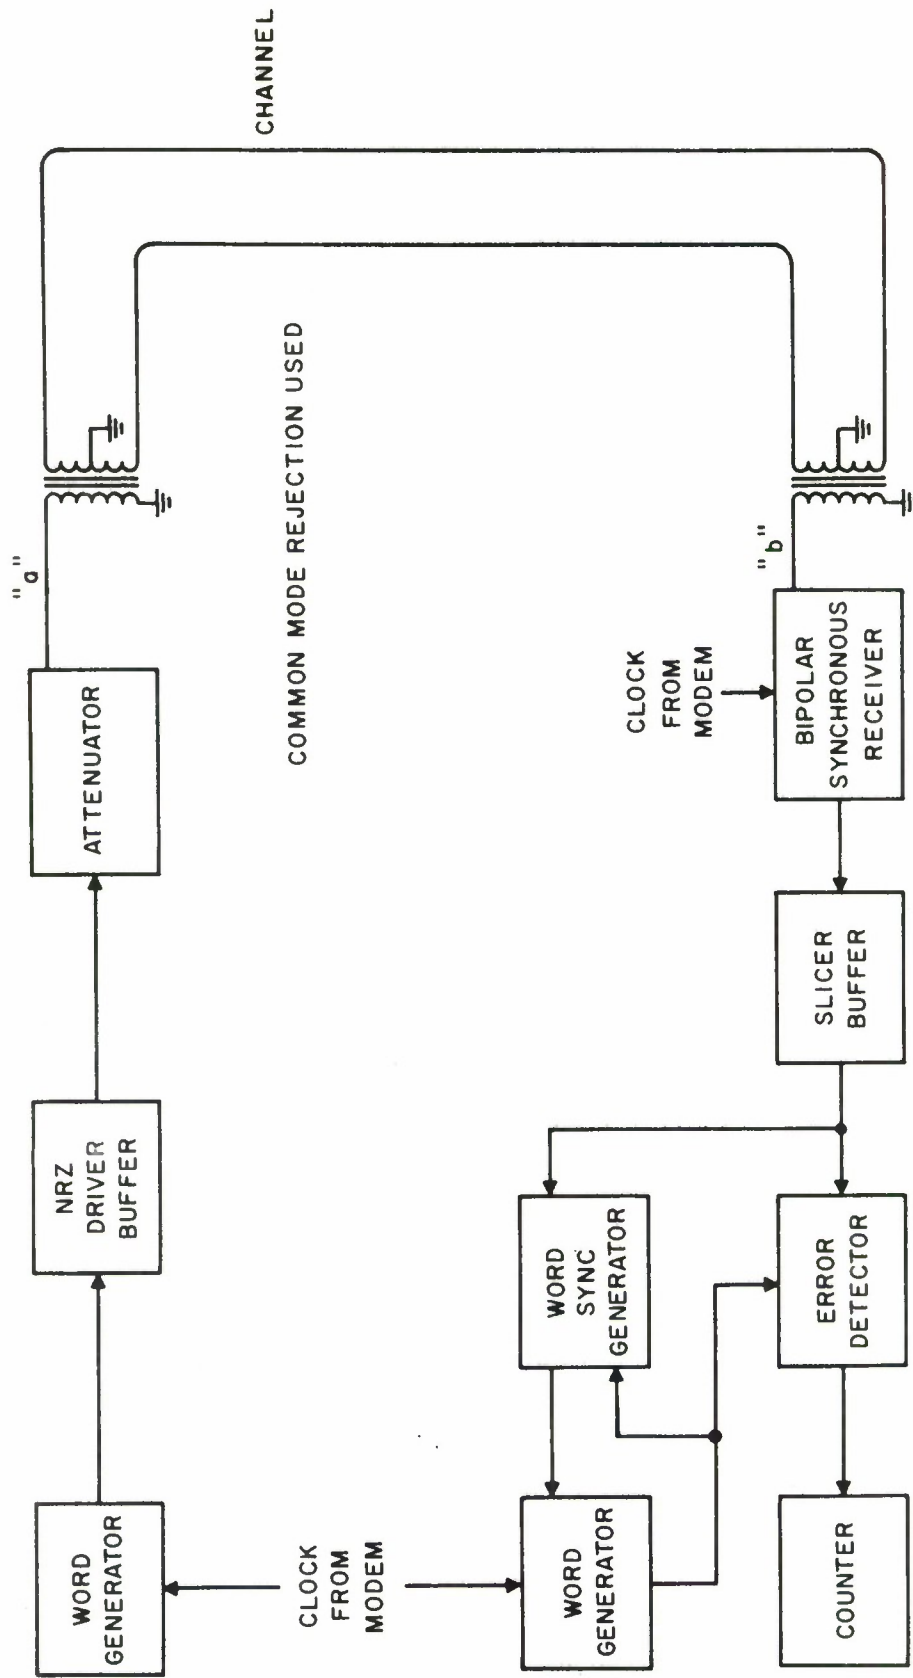 WORD
GENERATOR
NRZ
DRIVER
BUFFER
ATTENUATOR
"a"
CHANNEL
CLOCK
FROM
MODEM
COMMON MODE REJECTION USED
WORD
GENERATOR
WORD
SYNC
GENERATOR
CLOCK
FROM
MODEM
"b"
COUNTER
ERROR
DETECTOR
SLICER
BUFFER
BIPOLAR
SYNCHRONOUS
RECEIVER